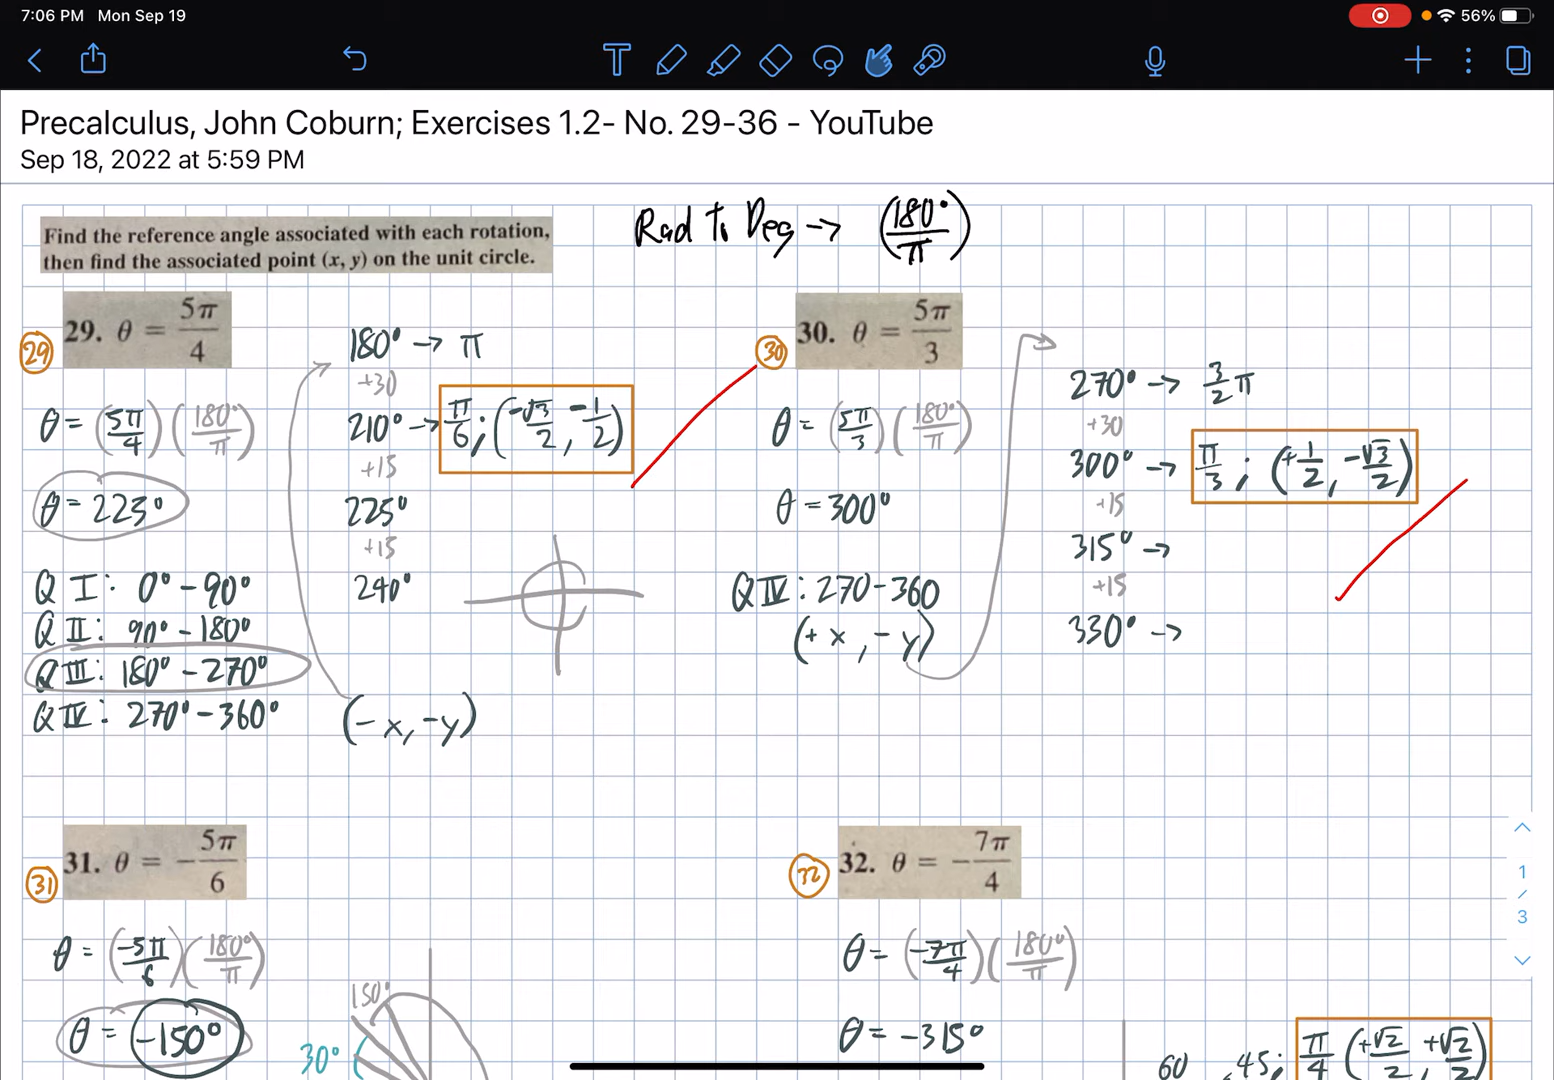 7:06 PM Mon Sep 19
56%
Precalculus, John Coburn; Exercises 1.2- No. 29-36 - YouTube
Sep 18, 2022 at 5:59 PM
Find the reference angle associated with each rotation,
then find the associated point (x, y) on the unit circle.
Rad To Deg → (180°/π)
29
29. θ = 5π/4
θ = (5π/4)(180°/π)
θ = 225°
Q I: 0° - 90°
Q II: 90° - 180°
Q III: 180° - 270°
Q IV: 270° - 360°
180° → π
+30
210° → π/6; (-√3/2, -1/2)
+15
225°
+15
240°
(-x, -y)
30
30. θ = 5π/3
θ = (5π/3)(180°/π)
θ = 300°
Q IV: 270-360
(+x, -y)
270° → 3/2 π
+30
300° → π/3; (+1/2, -√3/2)
+15
315° →
+15
330° →
31
31. θ = -5π/6
θ = (-5π/6)(180°/π)
θ = -150°
150°
30°
32
32. θ = -7π/4
θ = (-7π/4)(180°/π)
θ = -315°
60
45; π/4 (+√2/2, +√2/2)
1
/
3